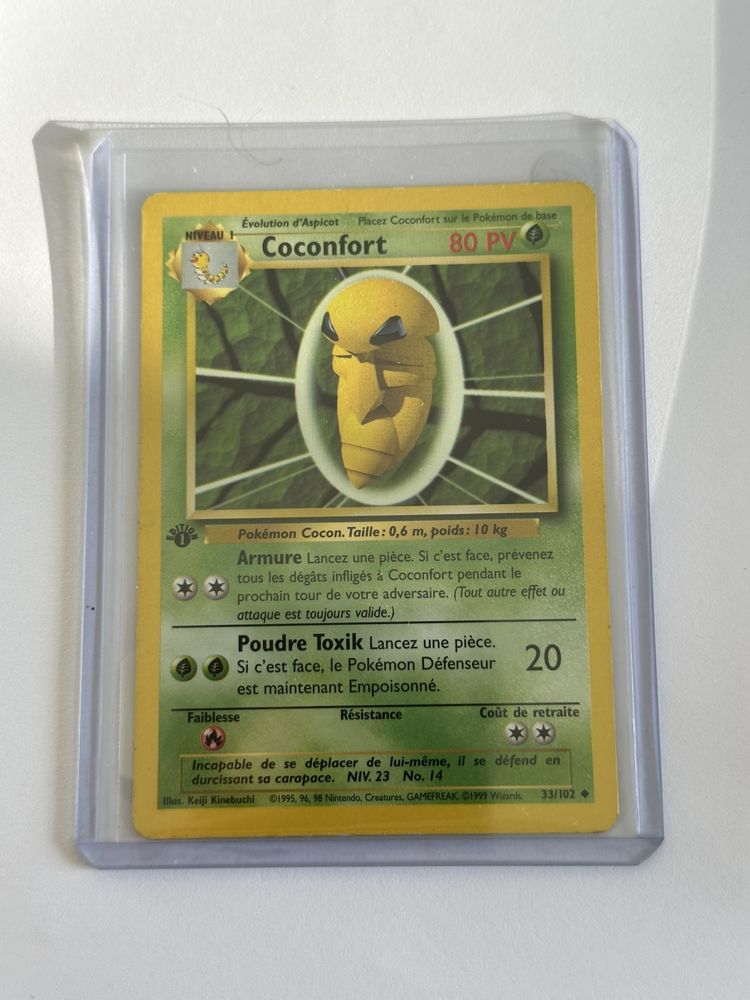 Évolution d'Aspicot Placez Coconfort sur le Pokémon de base
NIVEAU 1
Coconfort 80 PV
EDITION
1
Pokémon Cocon. Taille: 0,6 m, poids: 10 kg
Armure Lancez une pièce. Si c'est face, prévenez
tous les dégâts infligés à Coconfort pendant le
prochain tour de votre adversaire. (Tout autre effet ou
attaque est toujours valide.)
Poudre Toxik Lancez une pièce.
Si c'est face, le Pokémon Défenseur
est maintenant Empoisonné.
20
Faiblesse Résistance Coût de retraite
Incapable de se déplacer de lui-même, il se défend en
durcissant sa carapace. NIV. 23 No. 14
Illus. Keiji Kinebuchi ©1995, 96, 98 Nintendo, Creatures, GAMEFREAK. ©1999 Wizards. 33/102